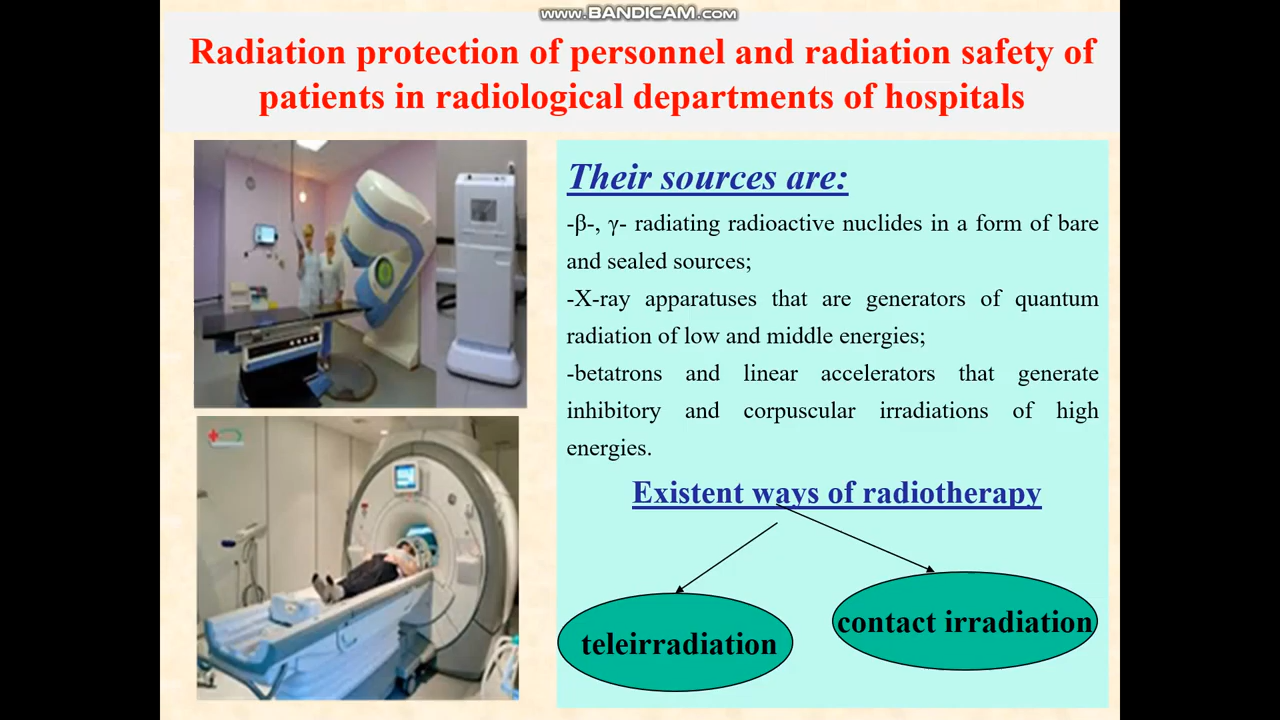 www.BANDICAM.com
Radiation protection of personnel and radiation safety of
patients in radiological departments of hospitals
Their sources are:
-β-, γ- radiating radioactive nuclides in a form of bare
and sealed sources;
-X-ray apparatuses that are generators of quantum
radiation of low and middle energies;
-betatrons and linear accelerators that generate
inhibitory and corpuscular irradiations of high
energies.
Existent ways of radiotherapy
teleirradiation
contact irradiation